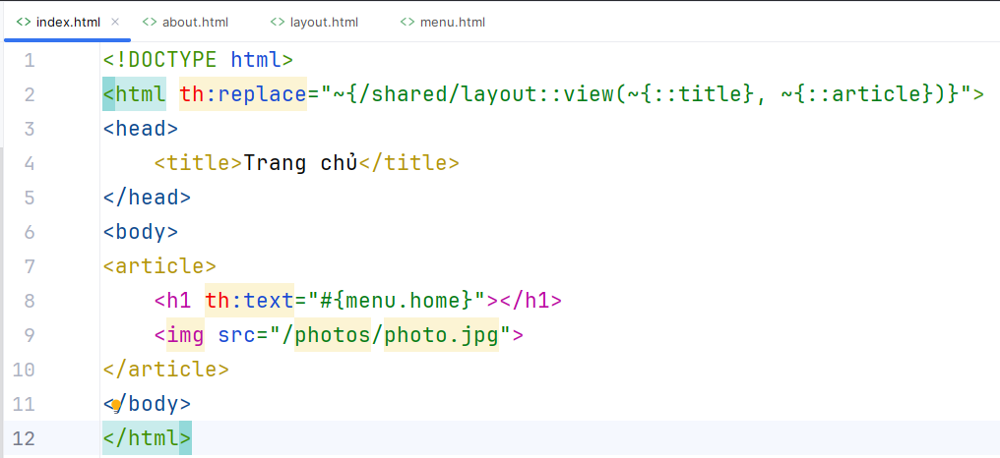 index.html × about.html layout.html menu.html
1 <!DOCTYPE html>
2 <html th:replace="~{/shared/layout::view(~{::title}, ~{::article})}">
3 <head>
4 <title>Trang chủ</title>
5 </head>
6 <body>
7 <article>
8 <h1 th:text="#{menu.home}"></h1>
9 <img src="/photos/photo.jpg">
10 </article>
11 </body>
12 </html>